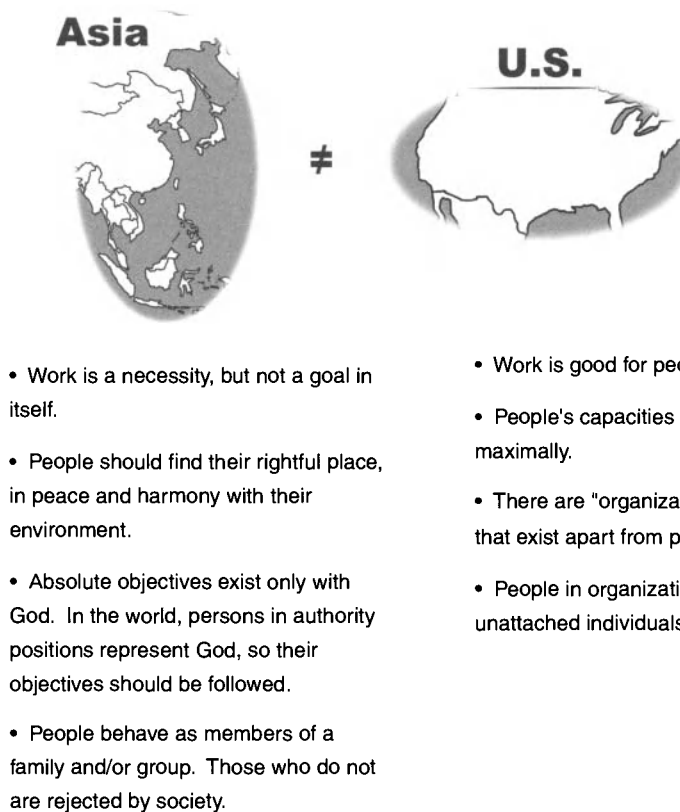 Asia
U.S.
≠
• Work is a necessity, but not a goal in
itself.
• People should find their rightful place,
in peace and harmony with their
environment.
• Absolute objectives exist only with
God. In the world, persons in authority
positions represent God, so their
objectives should be followed.
• People behave as members of a
family and/or group. Those who do not
are rejected by society.
• Work is good for
• People's capacities
maximally.
• There are
that exist apart from
• People in
unattached